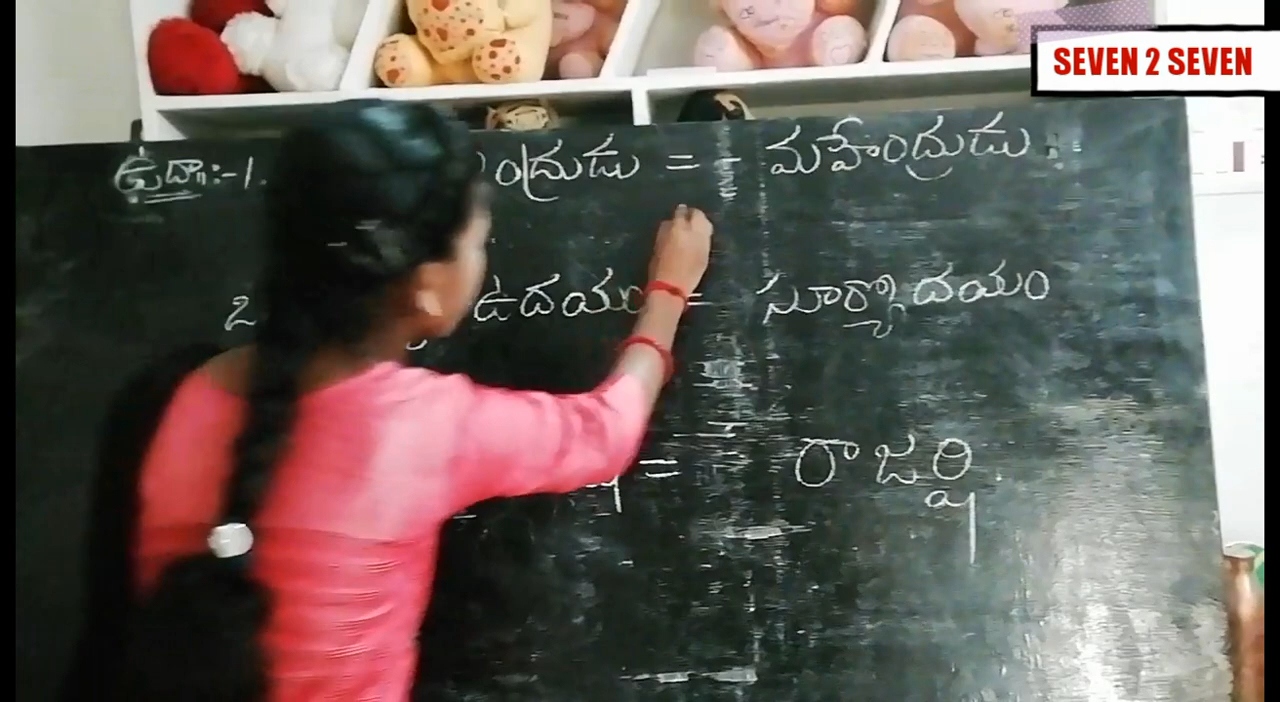 SEVEN 2 SEVEN
ఉదా:-1. ంద్రుడు = మహేంద్రుడు
2 ఉదయం = సూర్యోదయం
= రాజర్షి